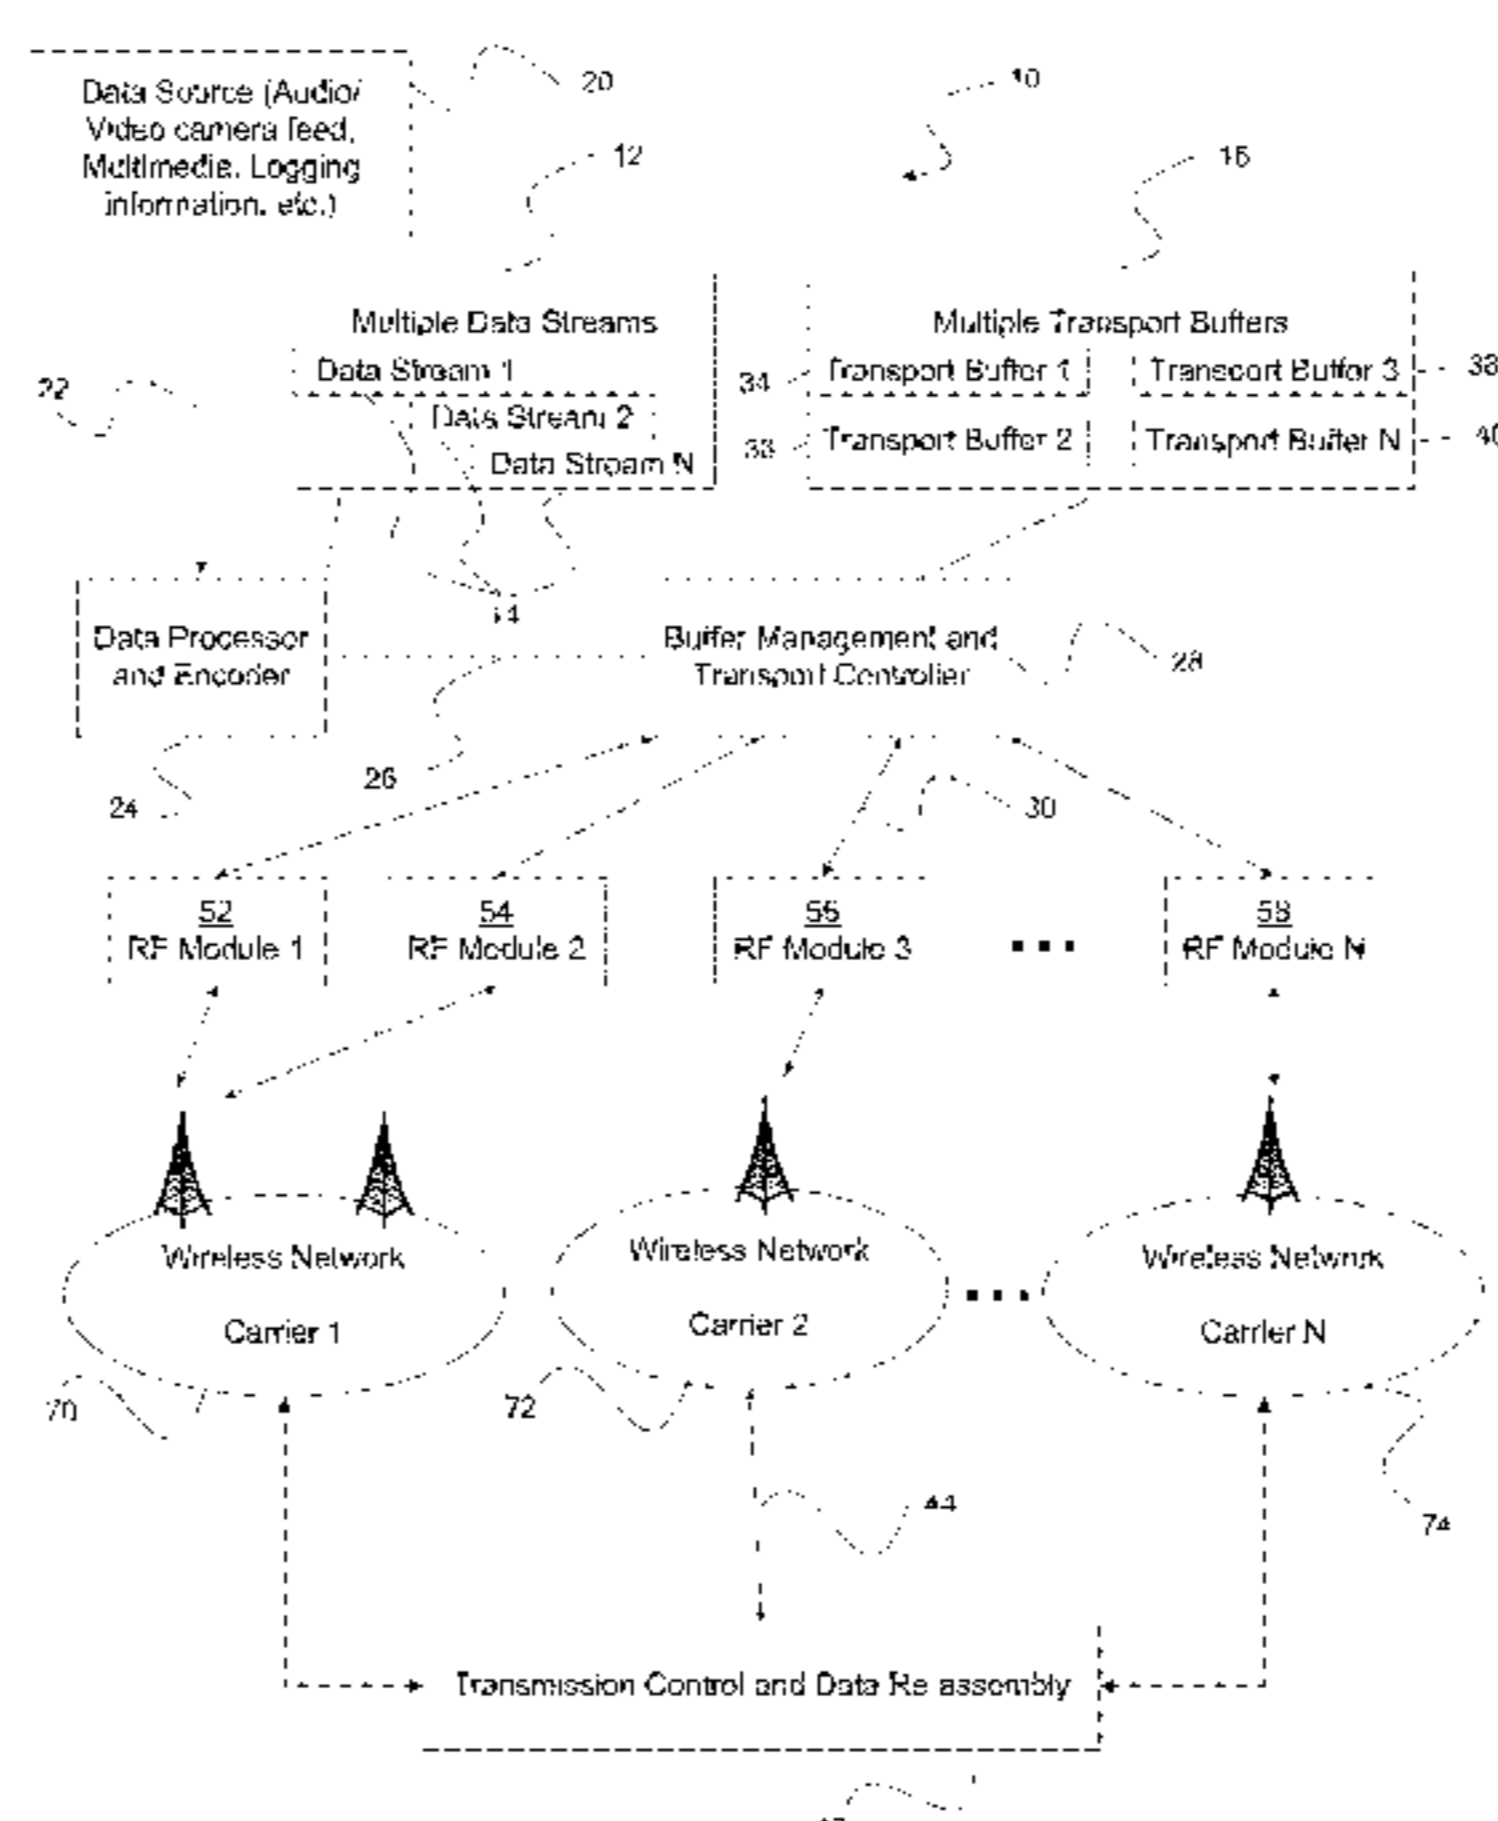 20
10
Data Source (Audio/
Video camera feed,
Multimedia, Logging
information, etc.)
12
Multiple Data Streams
Multiple Transport Buffers
Data Stream 1
34
Transport Buffer 1
Transport Buffer 3
22
Data Stream 2
Transport Buffer 2
Transport Buffer N
40
Data Stream N
14
Data Processor
and Encoder
Buffer Management and
Transport Controller
28
26
24
30
52
RF Module 1
54
RF Module 2
56
RF Module 3
58
RF Module N
Wireless Network
Carrier 1
Wireless Network
Carrier 2
Wireless Network
Carrier N
70
72
74
44
Transmission Control and Data Re-assembly